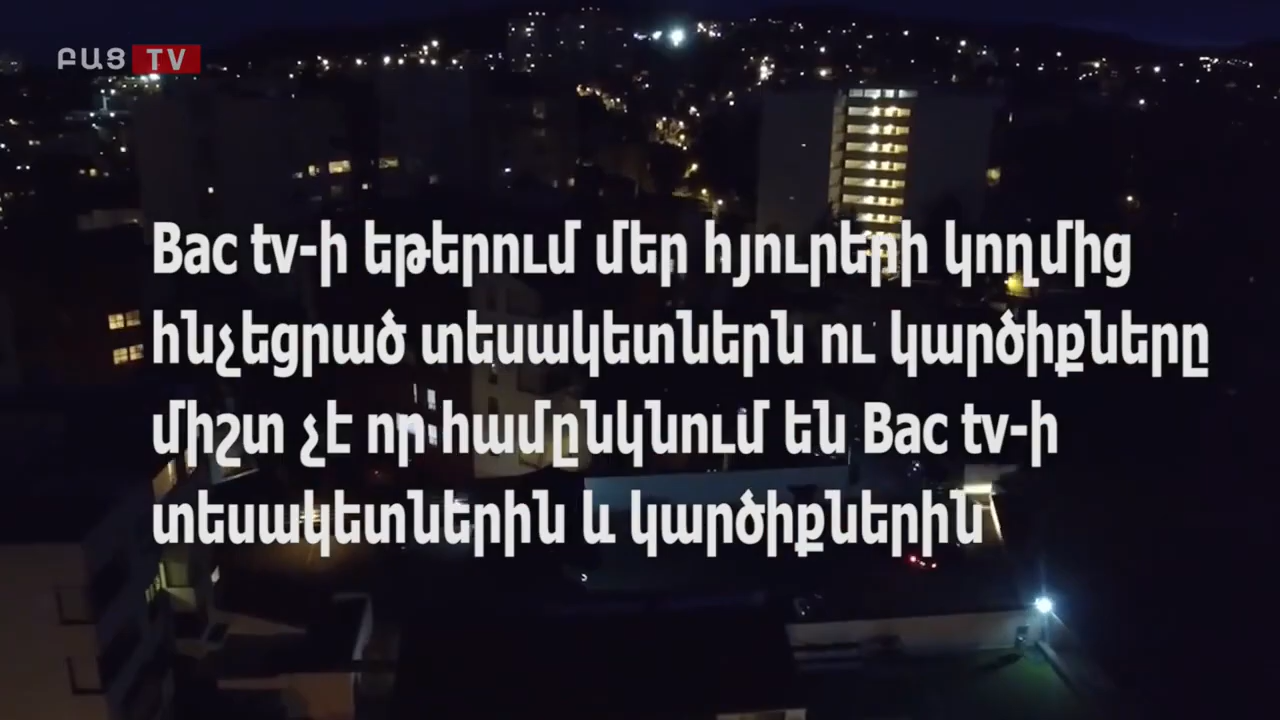 ԲԱՑ TV
Bac tv-ի եթերում մեր հյուրերի կողմից
հնչեցրած տեսակետներն ու կարծիքները
միշտ չէ որ համընկնում են Bac tv-ի
տեսակետներին և կարծիքներին